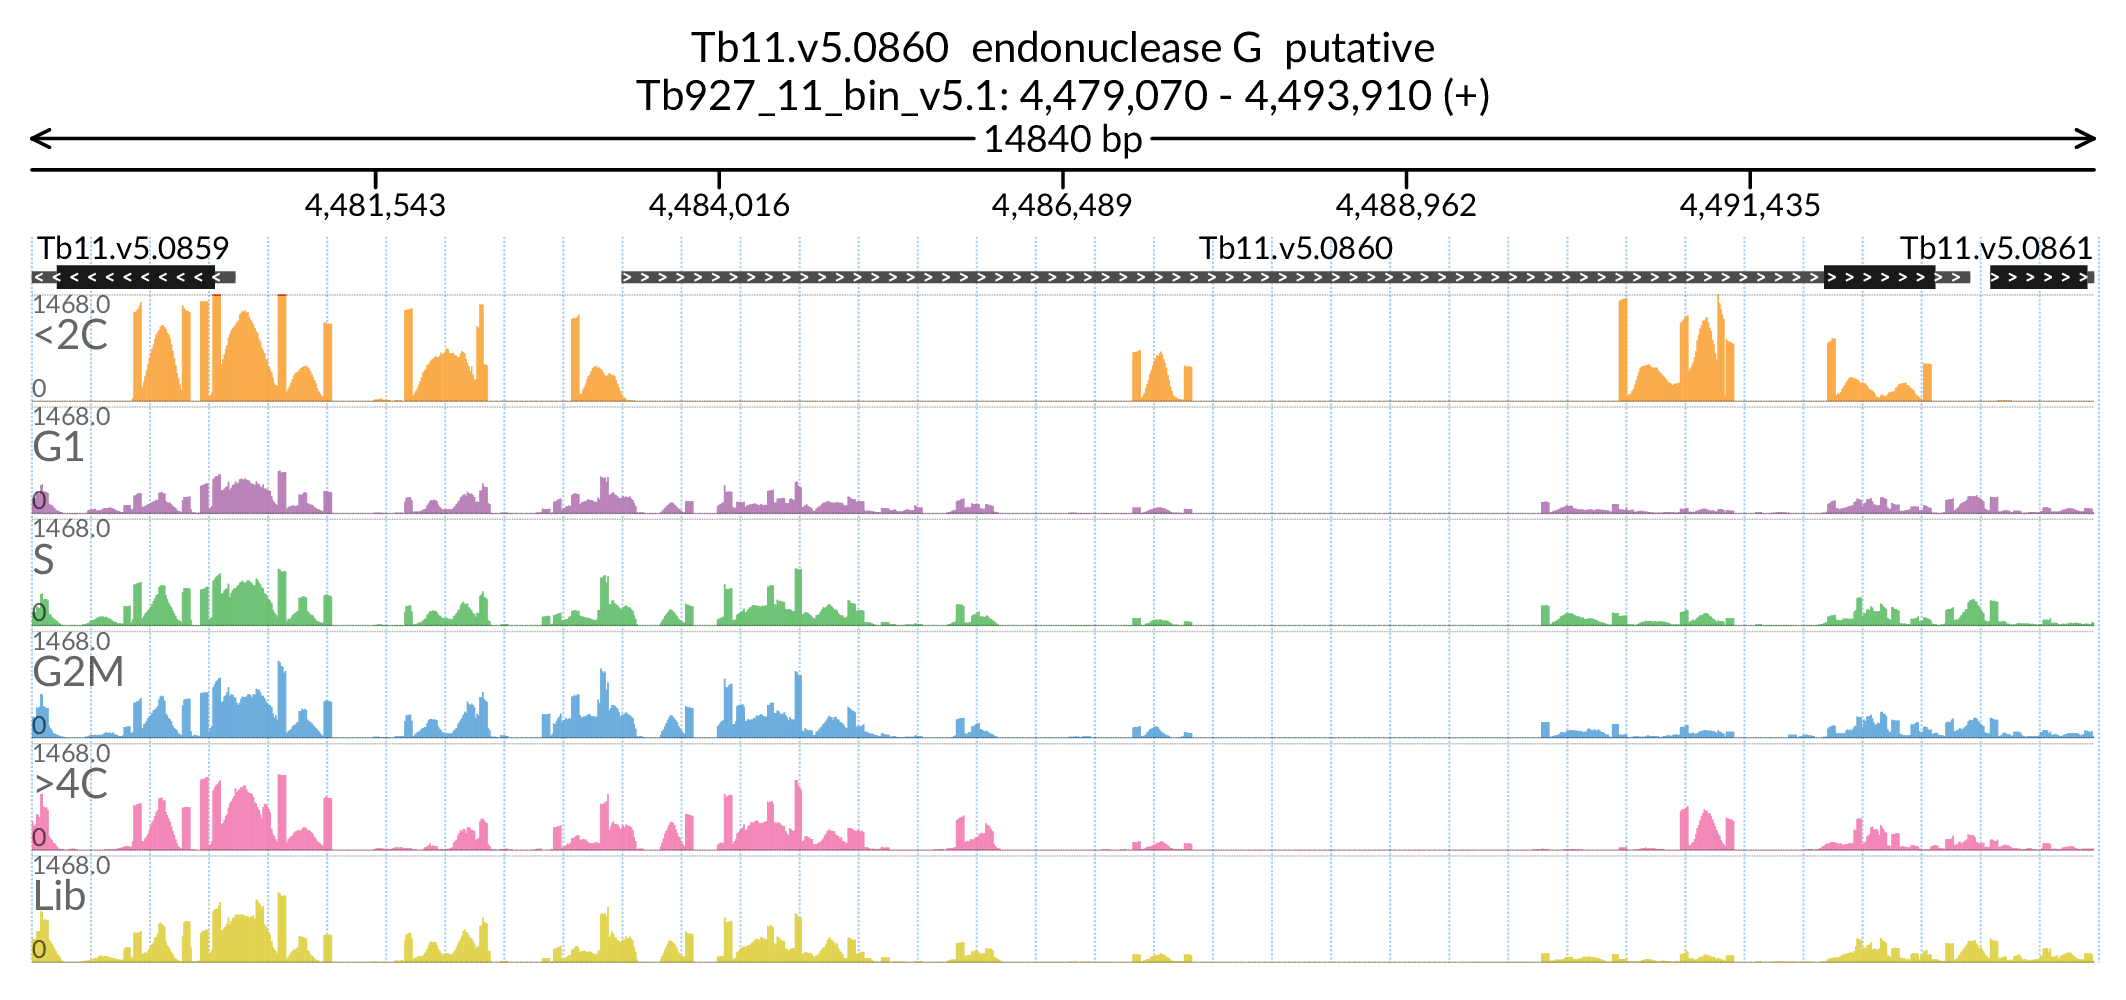 Tb11.v5.0860 endonuclease G putative
Tb927_11_bin_v5.1: 4,479,070 - 4,493,910 (+)
14840 bp
4,481,543 4,484,016 4,486,489 4,488,962 4,491,435
Tb11.v5.0859 Tb11.v5.0860 Tb11.v5.0861
1468.0
<2C
0
1468.0
G1
0
1468.0
S
0
1468.0
G2M
0
1468.0
>4C
0
1468.0
Lib
0